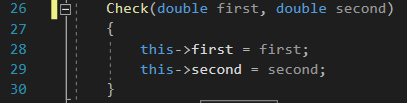 26 Check(double first, double second)
27 {
28 this->first = first;
29 this->second = second;
30 }